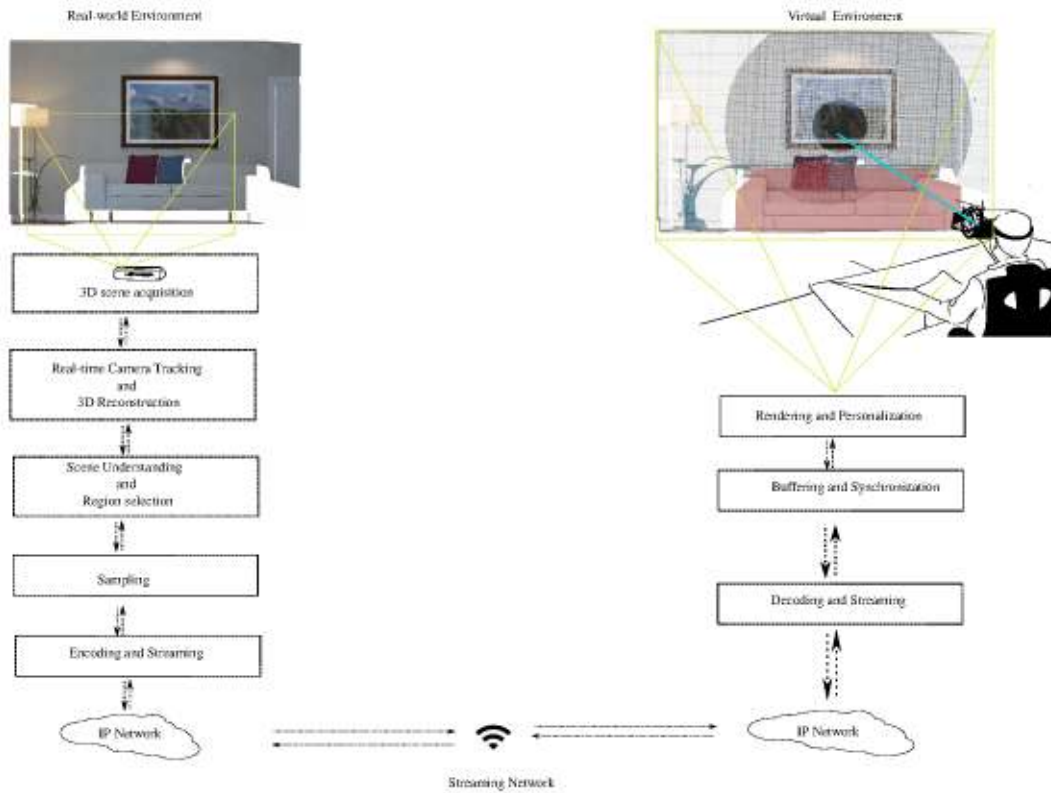 Real-world Environment
Virtual Environment
3D scene acquisition
Real-time Camera Tracking
and
3D Reconstruction
Scene Understanding
and
Region selection
Sampling
Encoding and Streaming
IP Network
Rendering and Personalization
Buffering and Synchronization
Decoding and Streaming
IP Network
Streaming Network